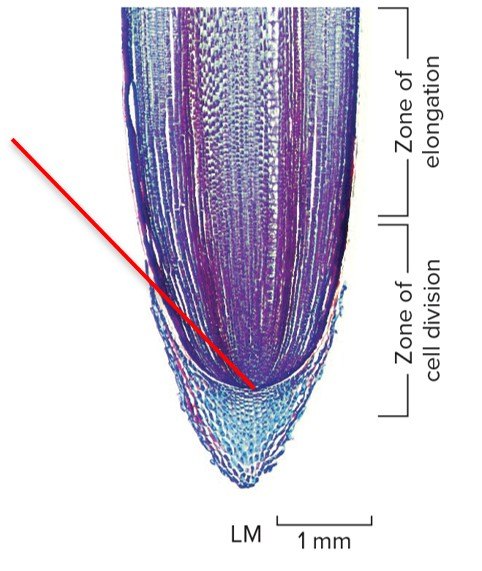 Zone of
elongation
Zone of
cell division
LM
1 mm